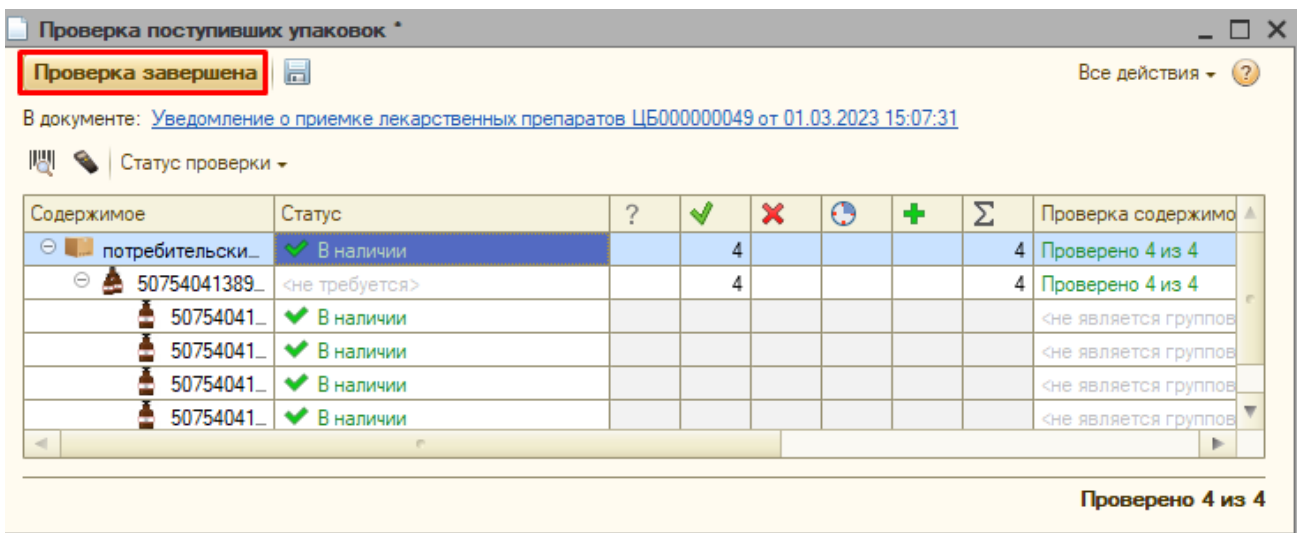 Проверка поступивших упаковок *
Проверка завершена Все действия ?
В документе: Уведомление о приемке лекарственных препаратов ЦБ000000049 от 01.03.2023 15:07:31
Статус проверки
Содержимое Статус ? Σ Проверка содержимо
потребительски... В наличии 4 4 Проверено 4 из 4
50754041389... <не требуется> 4 4 Проверено 4 из 4
50754041... В наличии <не является группов
50754041... В наличии <не является группов
50754041... В наличии <не является группов
50754041... В наличии <не является группов
Проверено 4 из 4